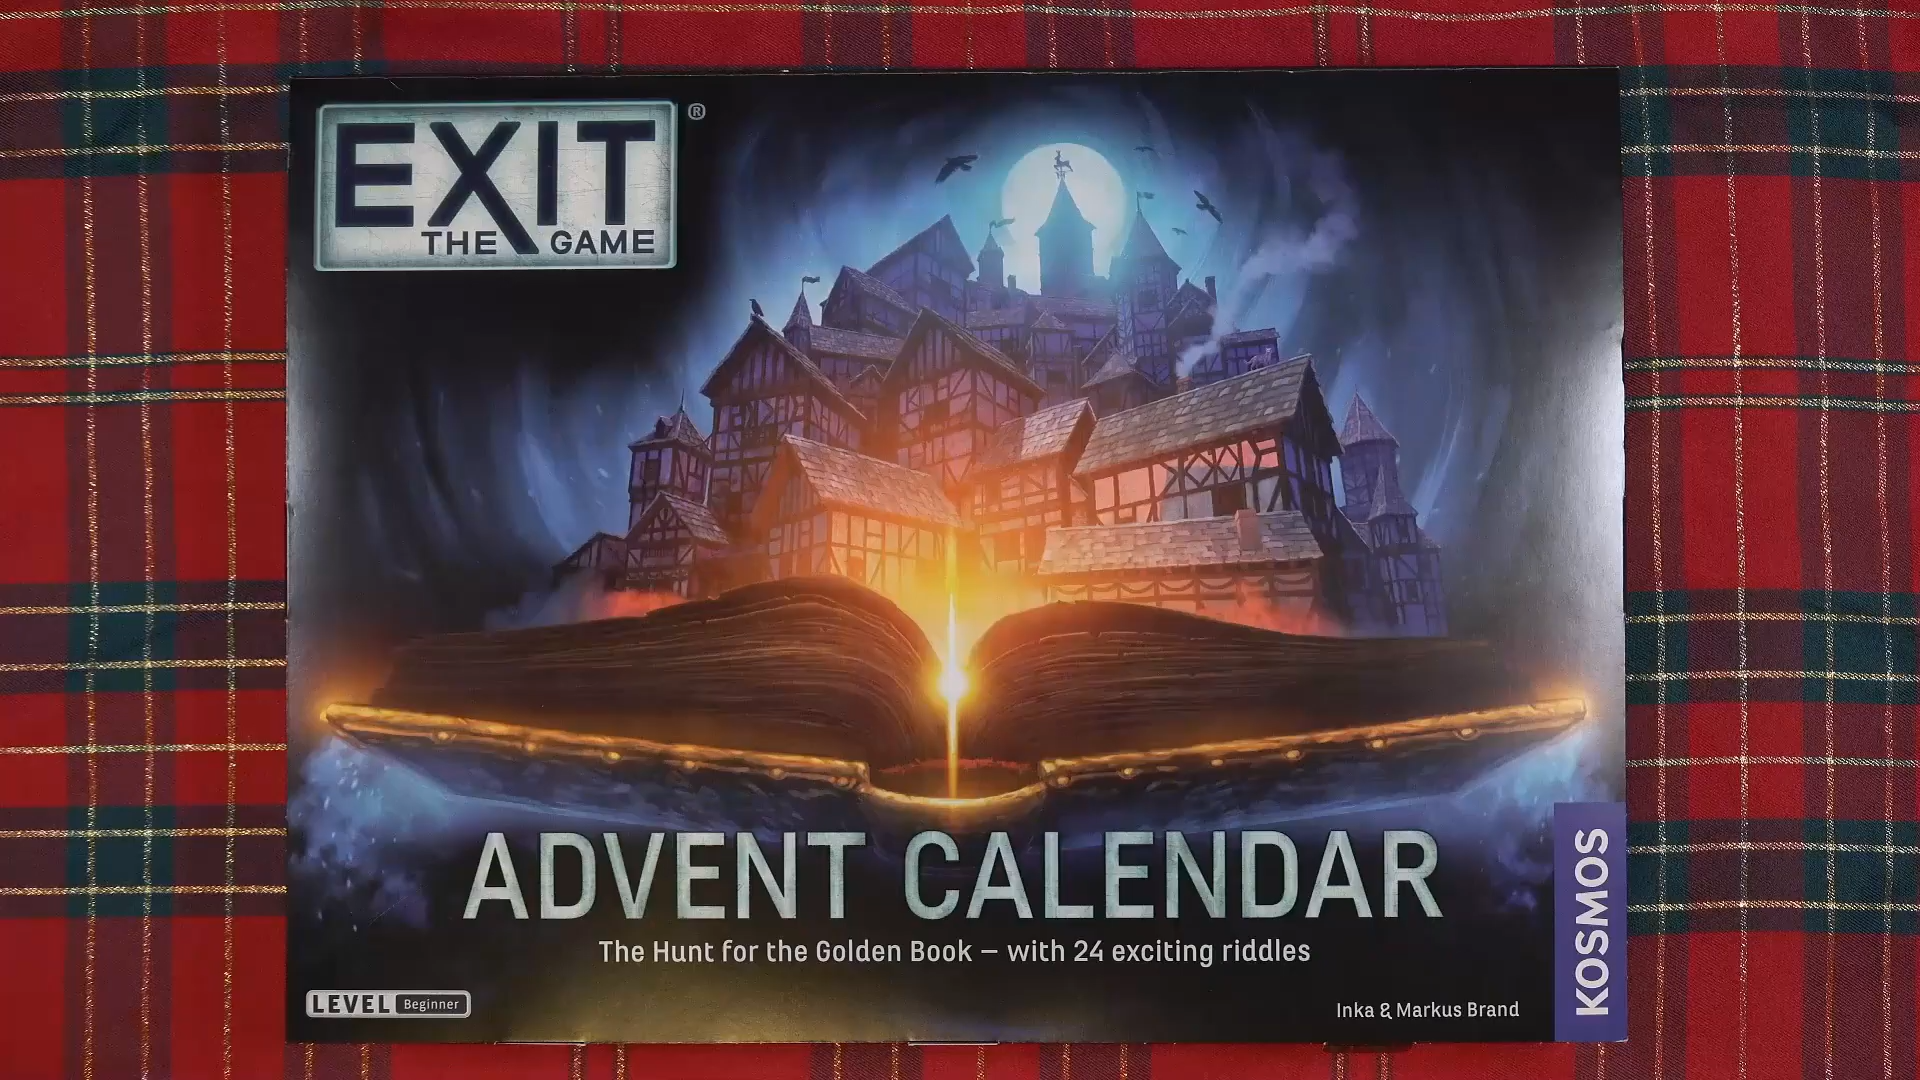 EXIT®
THE GAME
ADVENT CALENDAR
The Hunt for the Golden Book – with 24 exciting riddles
LEVEL Beginner
Inka & Markus Brand
KOSMOS